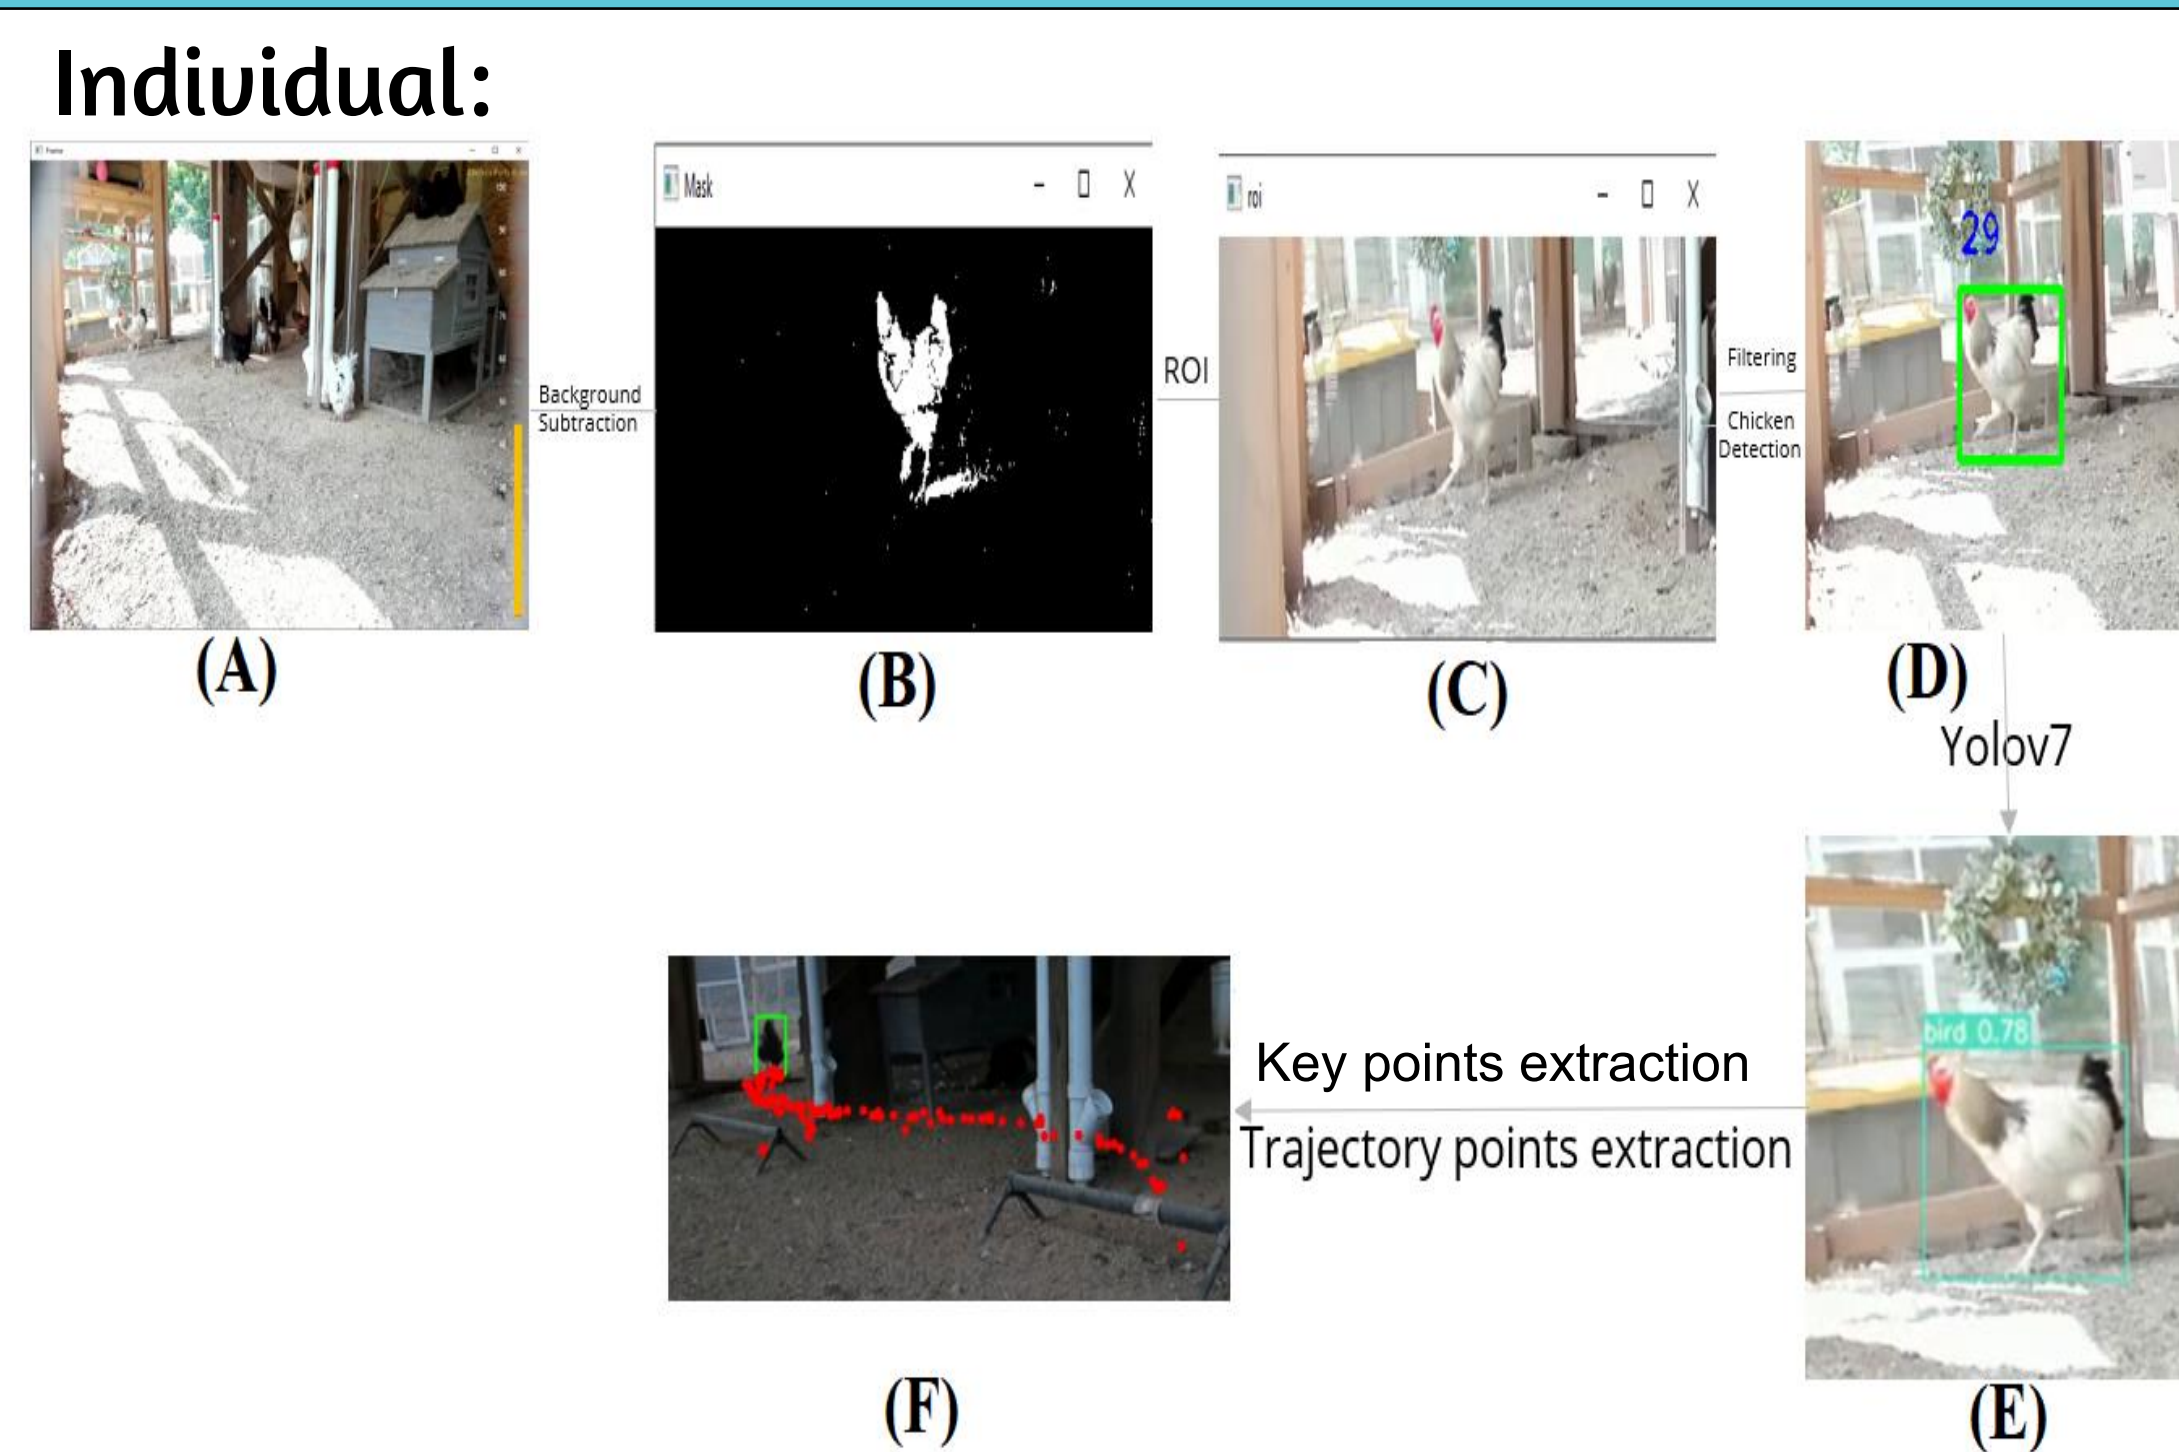 Individual:
Frame
Mask
roi
29
Background
Subtraction
ROI
Filtering
Chicken
Detection
(A)
(B)
(C)
(D)
Yolov7
bird 0.78
Key points extraction
Trajectory points extraction
(F)
(E)